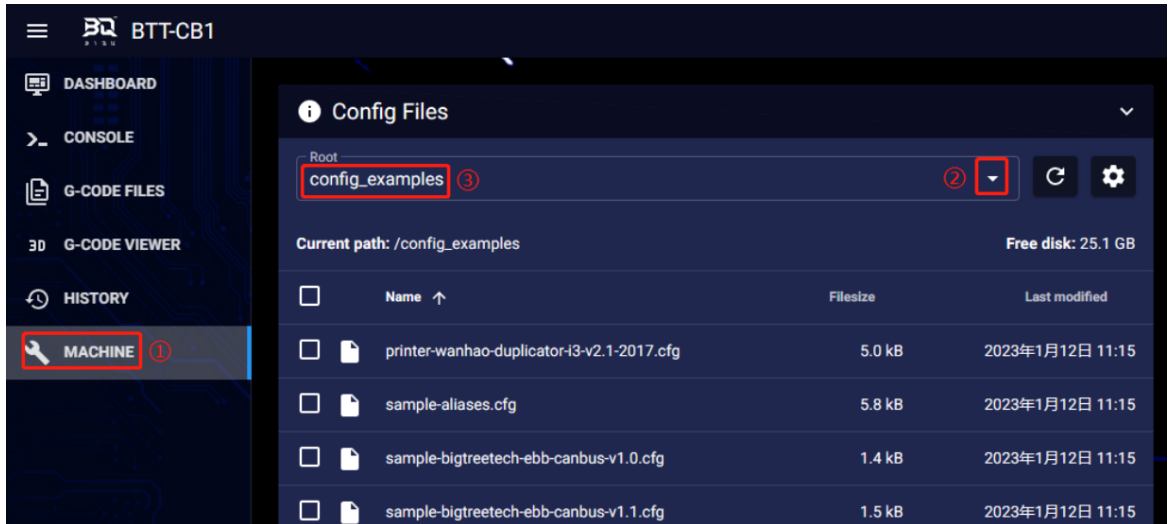 BQ BTT-CB1
DASHBOARD
CONSOLE
G-CODE FILES
3D G-CODE VIEWER
HISTORY
MACHINE ①
Config Files
Root
config_examples ③ ②
Current path: /config_examples Free disk: 25.1 GB
Name Filesize Last modified
printer-wanhao-duplicator-i3-v2.1-2017.cfg 5.0 kB 2023年1月12日 11:15
sample-aliases.cfg 5.8 kB 2023年1月12日 11:15
sample-bigtreetech-ebb-canbus-v1.0.cfg 1.4 kB 2023年1月12日 11:15
sample-bigtreetech-ebb-canbus-v1.1.cfg 1.5 kB 2023年1月12日 11:15